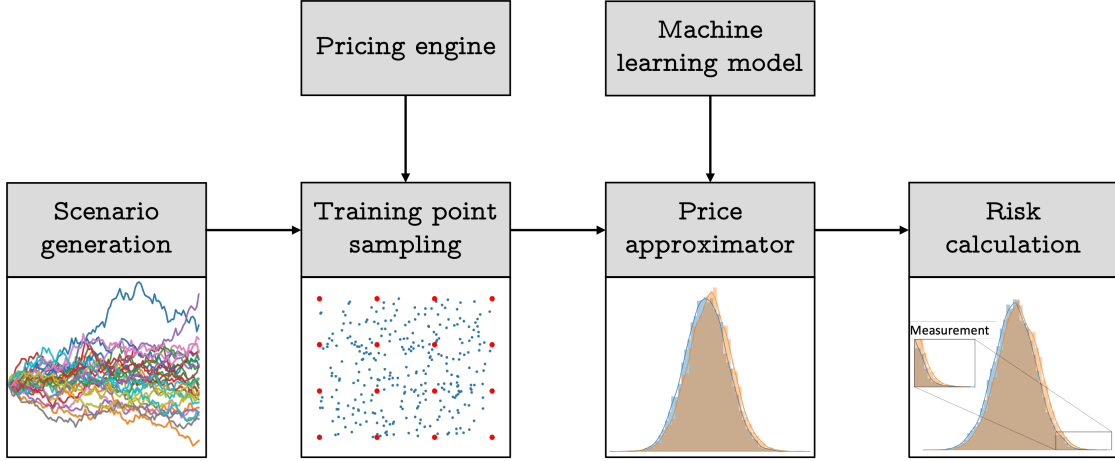 Pricing engine
Machine
learning model
Scenario
generation
Training point
sampling
Price
approximator
Risk
calculation
Measurement